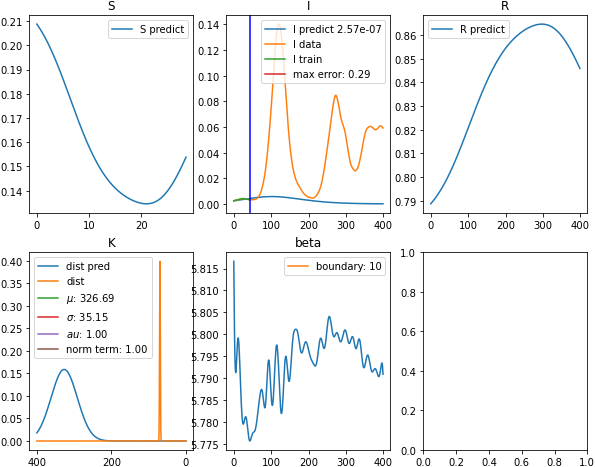 S
S predict
0.21
0.20
0.19
0.18
0.17
0.16
0.15
0.14
0 10 20
I
I predict 2.57e-07
I data
I train
max error: 0.29
0.14
0.12
0.10
0.08
0.06
0.04
0.02
0.00
0 100 200 300 400
R
R predict
0.86
0.85
0.84
0.83
0.82
0.81
0.80
0.79
0 200 400
K
dist pred
dist
μ: 326.69
σ: 35.15
au: 1.00
norm term: 1.00
0.40
0.35
0.30
0.25
0.20
0.15
0.10
0.05
0.00
400 200 0
beta
boundary: 10
5.815
5.810
5.805
5.800
5.795
5.790
5.785
5.780
5.775
0 100 200 300 400
1.0
0.8
0.6
0.4
0.2
0.0
0.0 0.2 0.4 0.6 0.8 1.0